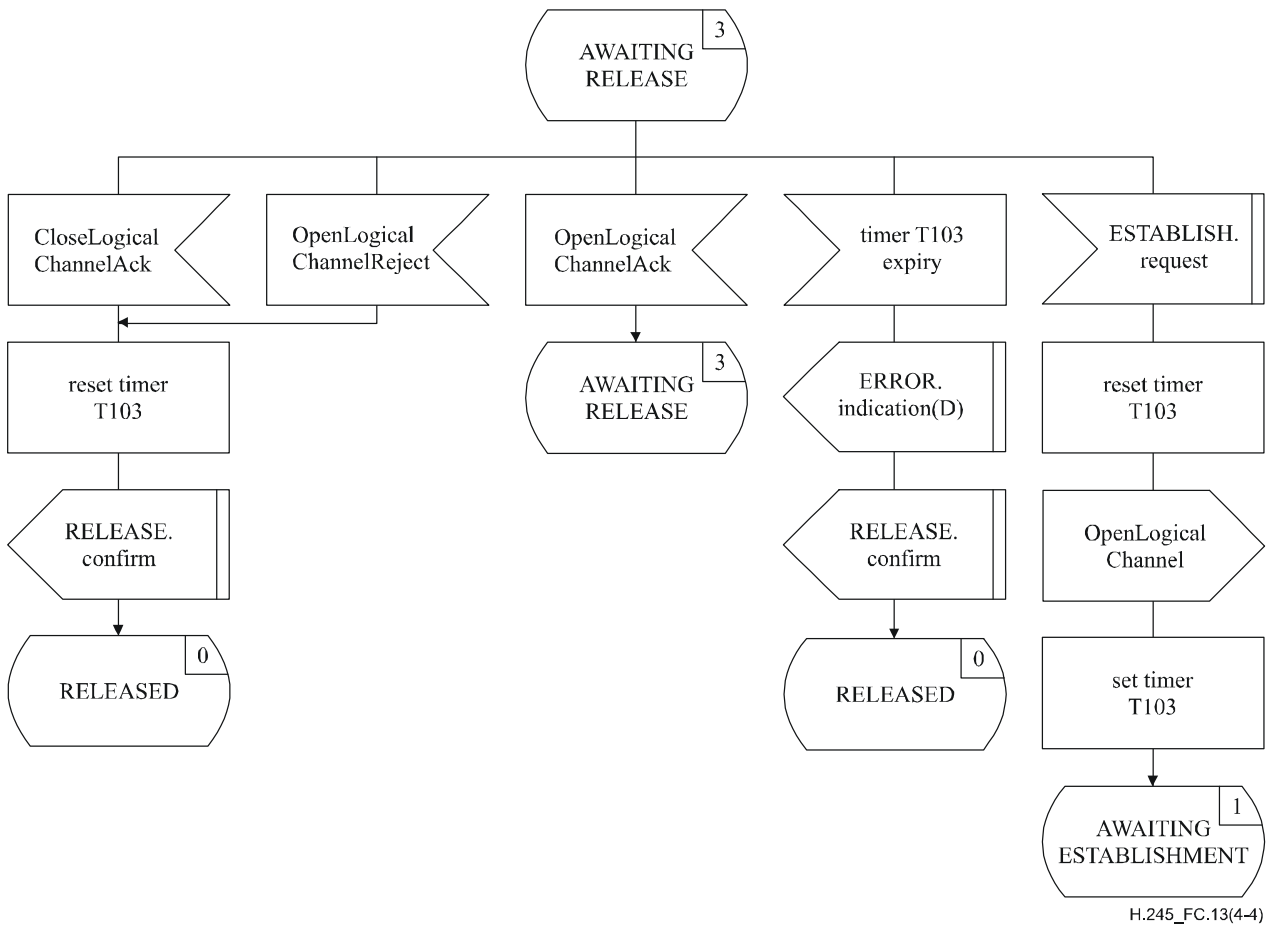 3
AWAITING
RELEASE
CloseLogical
ChannelAck
OpenLogical
ChannelReject
OpenLogical
ChannelAck
timer T103
expiry
ESTABLISH.
request
reset timer
T103
3
AWAITING
RELEASE
ERROR.
indication(D)
reset timer
T103
RELEASE.
confirm
RELEASE.
confirm
OpenLogical
Channel
0
RELEASED
0
RELEASED
set timer
T103
1
AWAITING
ESTABLISHMENT
H.245_FC.13(4-4)